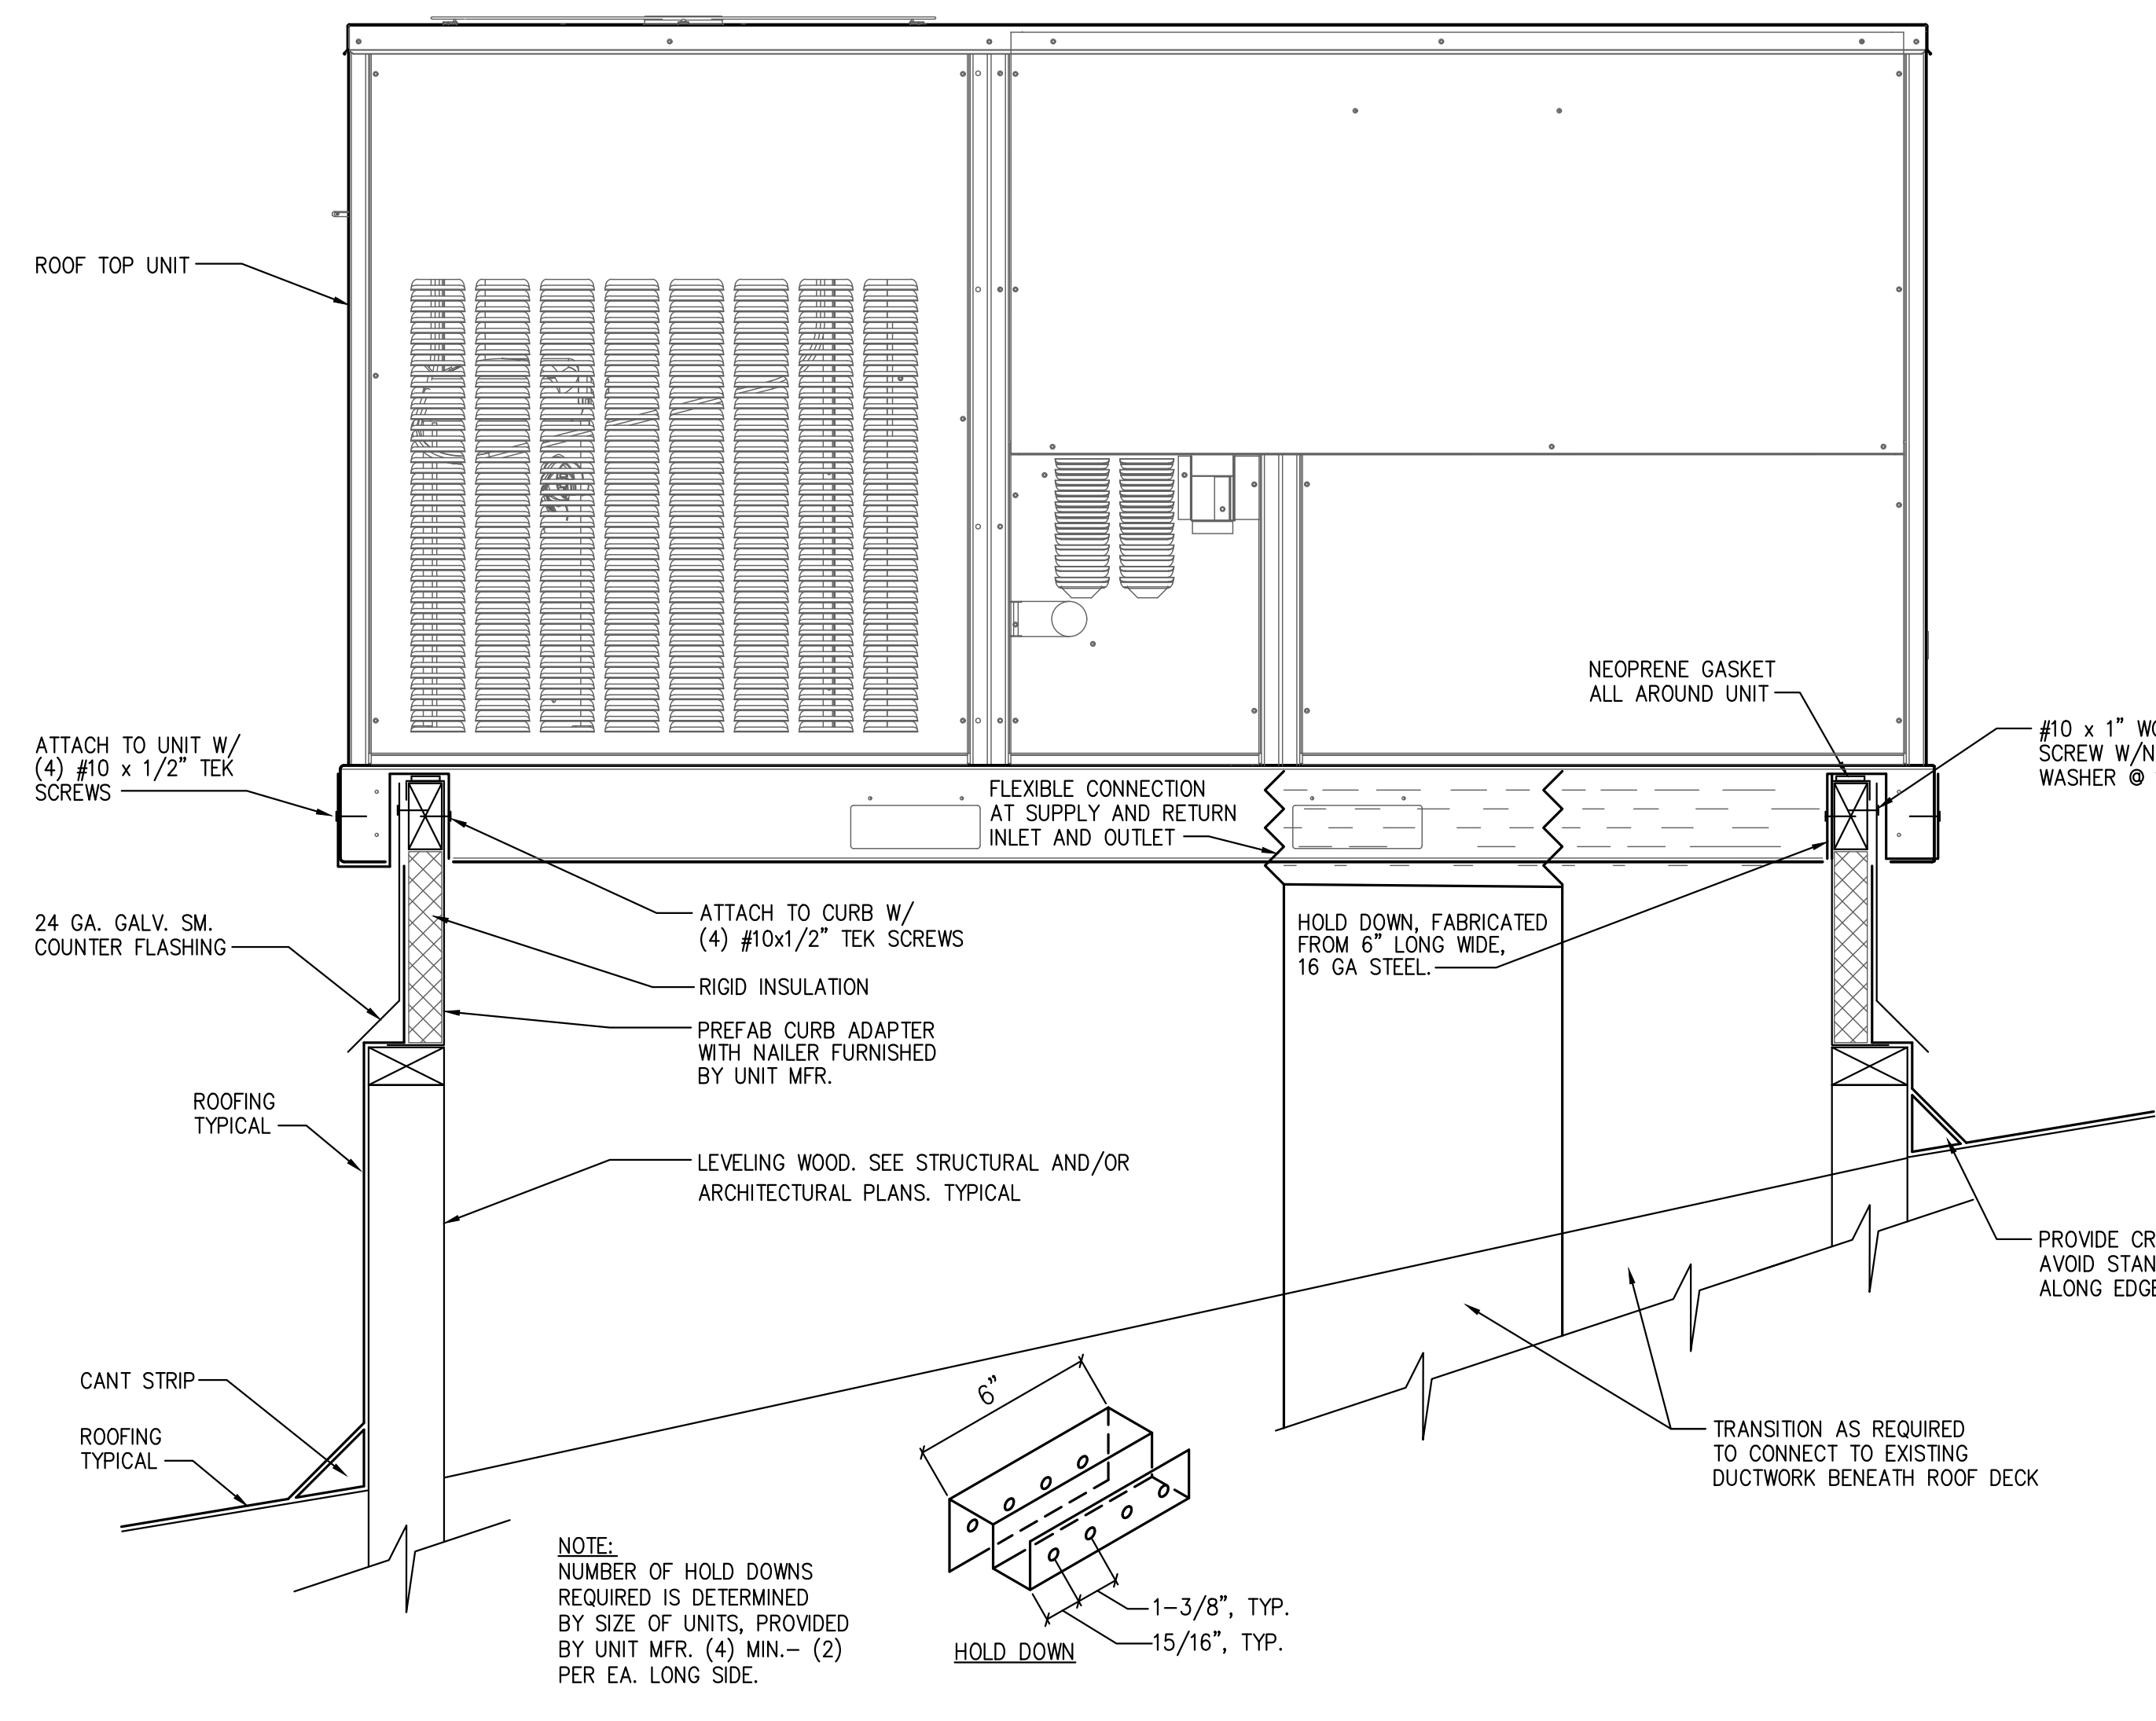 ROOF TOP UNIT
NEOPRENE GASKET
ALL AROUND UNIT
#10 x 1"
SCREW
WASHER @
ATTACH TO UNIT W/
(4) #10 x 1/2" TEK
SCREWS
FLEXIBLE CONNECTION
AT SUPPLY AND RETURN
INLET AND OUTLET
ATTACH TO CURB W/
(4) #10x1/2" TEK SCREWS
24 GA. GALV. SM.
COUNTER FLASHING
HOLD DOWN, FABRICATED
FROM 6" LONG WIDE,
16 GA STEEL.
RIGID INSULATION
PREFAB CURB ADAPTER
WITH NAILER FURNISHED
BY UNIT MFR.
ROOFING
TYPICAL
LEVELING WOOD. SEE STRUCTURAL AND/OR
ARCHITECTURAL PLANS. TYPICAL
PROVIDE
AVOID
ALONG
CANT STRIP
ROOFING
TYPICAL
6"
TRANSITION AS REQUIRED
TO CONNECT TO EXISTING
DUCTWORK BENEATH ROOF DECK
NOTE:
NUMBER OF HOLD DOWNS
REQUIRED IS DETERMINED
BY SIZE OF UNITS, PROVIDED
BY UNIT MFR. (4) MIN.– (2)
PER EA. LONG SIDE.
1–3/8", TYP.
15/16", TYP.
HOLD DOWN